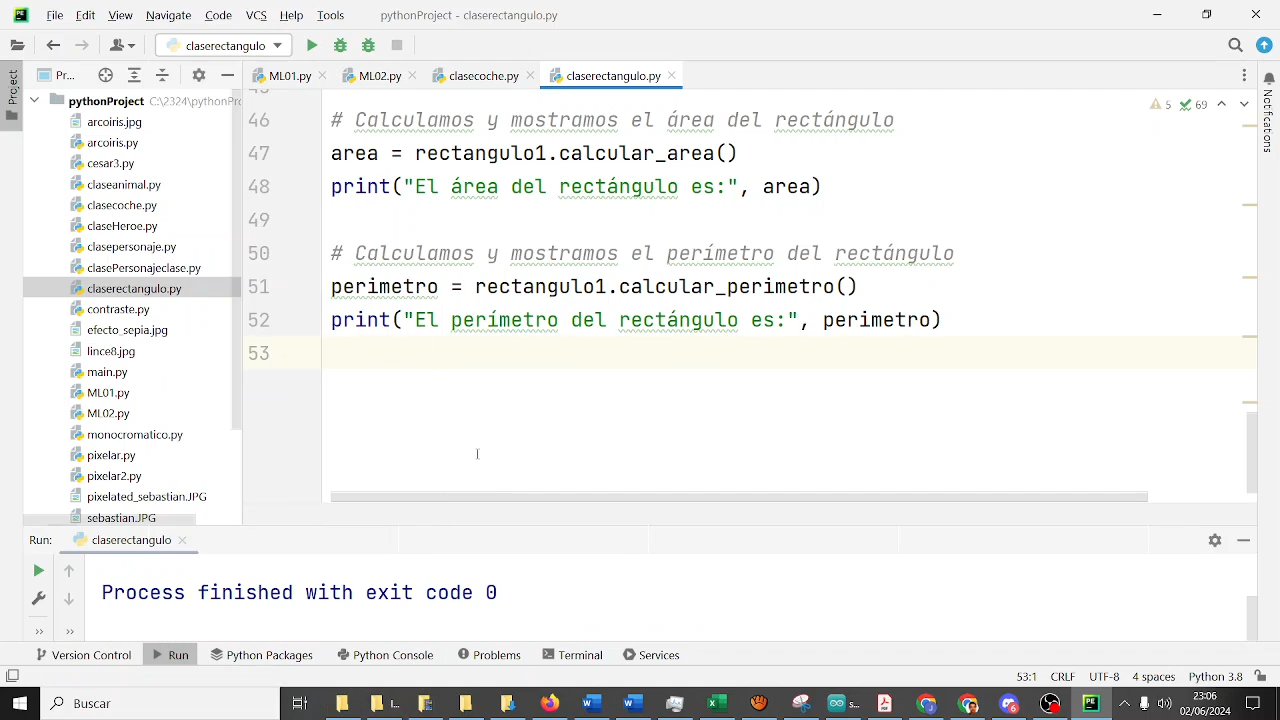 File Edit View Navigate Code VCS Help Tools pythonProject - claserectangulo.py
claserectangulo
Project
Pr...
ML01.py
ML02.py
clasecoche.py
claserectangulo.py
Notifications
pythonProject C:\2324\pythonPr
arcoiris.jpg
arcoiris.py
cesar3.py
claseanimal.py
clasecoche.py
claseHeroe.py
clasepersonaje.py
clasePersonajeclase.py
claserectangulo.py
contraste.py
efecto_sepia.jpg
lince8.jpg
main.py
ML01.py
ML02.py
monocromatico.py
pixelar.py
pixelar2.py
pixelated_sebastian.JPG
sebastian.JPG
5 69
46 # Calculamos y mostramos el área del rectángulo
47 area = rectangulo1.calcular_area()
48 print("El área del rectángulo es:", area)
49
50 # Calculamos y mostramos el perímetro del rectángulo
51 perimetro = rectangulo1.calcular_perimetro()
52 print("El perímetro del rectángulo es:", perimetro)
53
Run: claserectangulo
Process finished with exit code 0
Version Control Run Python Packages Python Console Problems Terminal Services
53:1 CRLF UTF-8 4 spaces Python 3.8
Buscar
23:06
02/06/2024